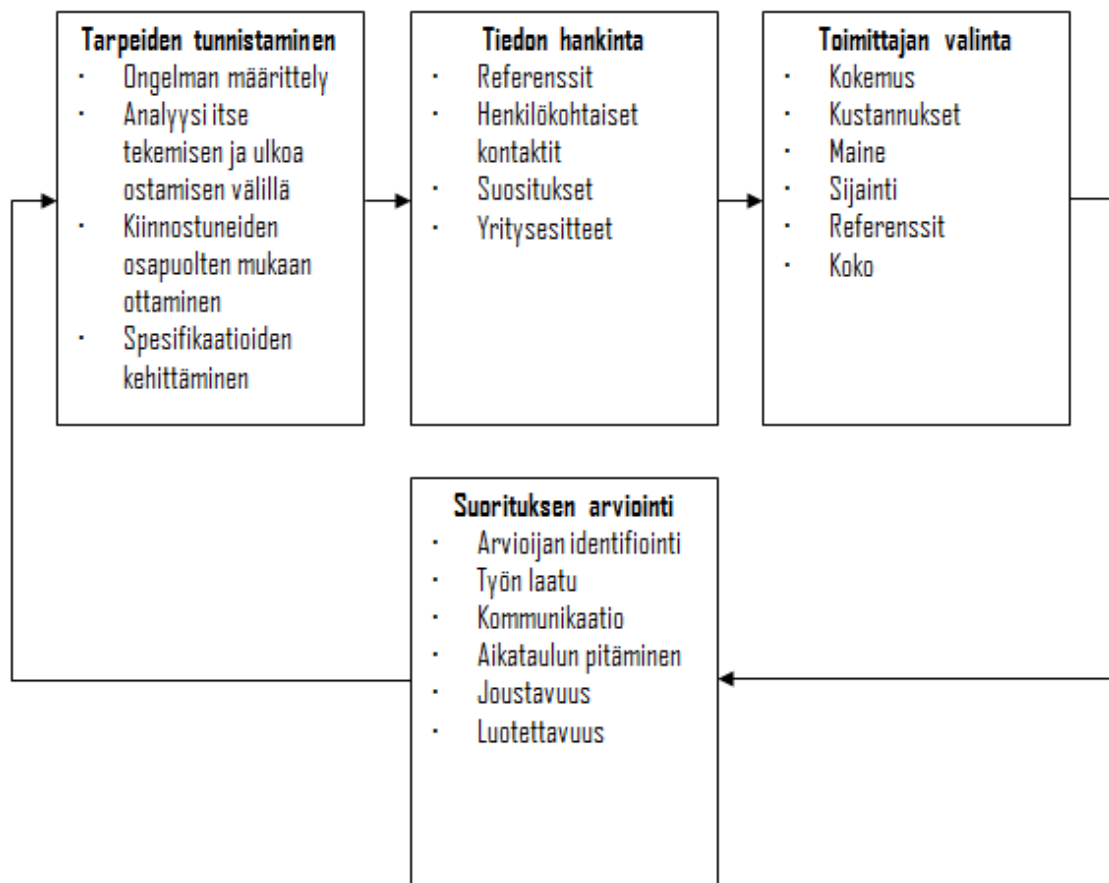 Tarpeiden tunnistaminen
· Ongelman määrittely
· Analyysi itse
tekemisen ja ulkoa
ostamisen välillä
· Kiinnostuneiden
osapuolten mukaan
ottaminen
· Spesifikaatioiden
kehittäminen
Tiedon hankinta
· Referenssit
· Henkilökohtaiset
kontaktit
· Suositukset
· Yritysesitteet
Toimittajan valinta
· Kokemus
· Kustannukset
· Maine
· Sijainti
· Referenssit
· Koko
Suorituksen arviointi
· Arvioijan identifiointi
· Työn laatu
· Kommunikaatio
· Aikataulun pitäminen
· Joustavuus
· Luotettavuus